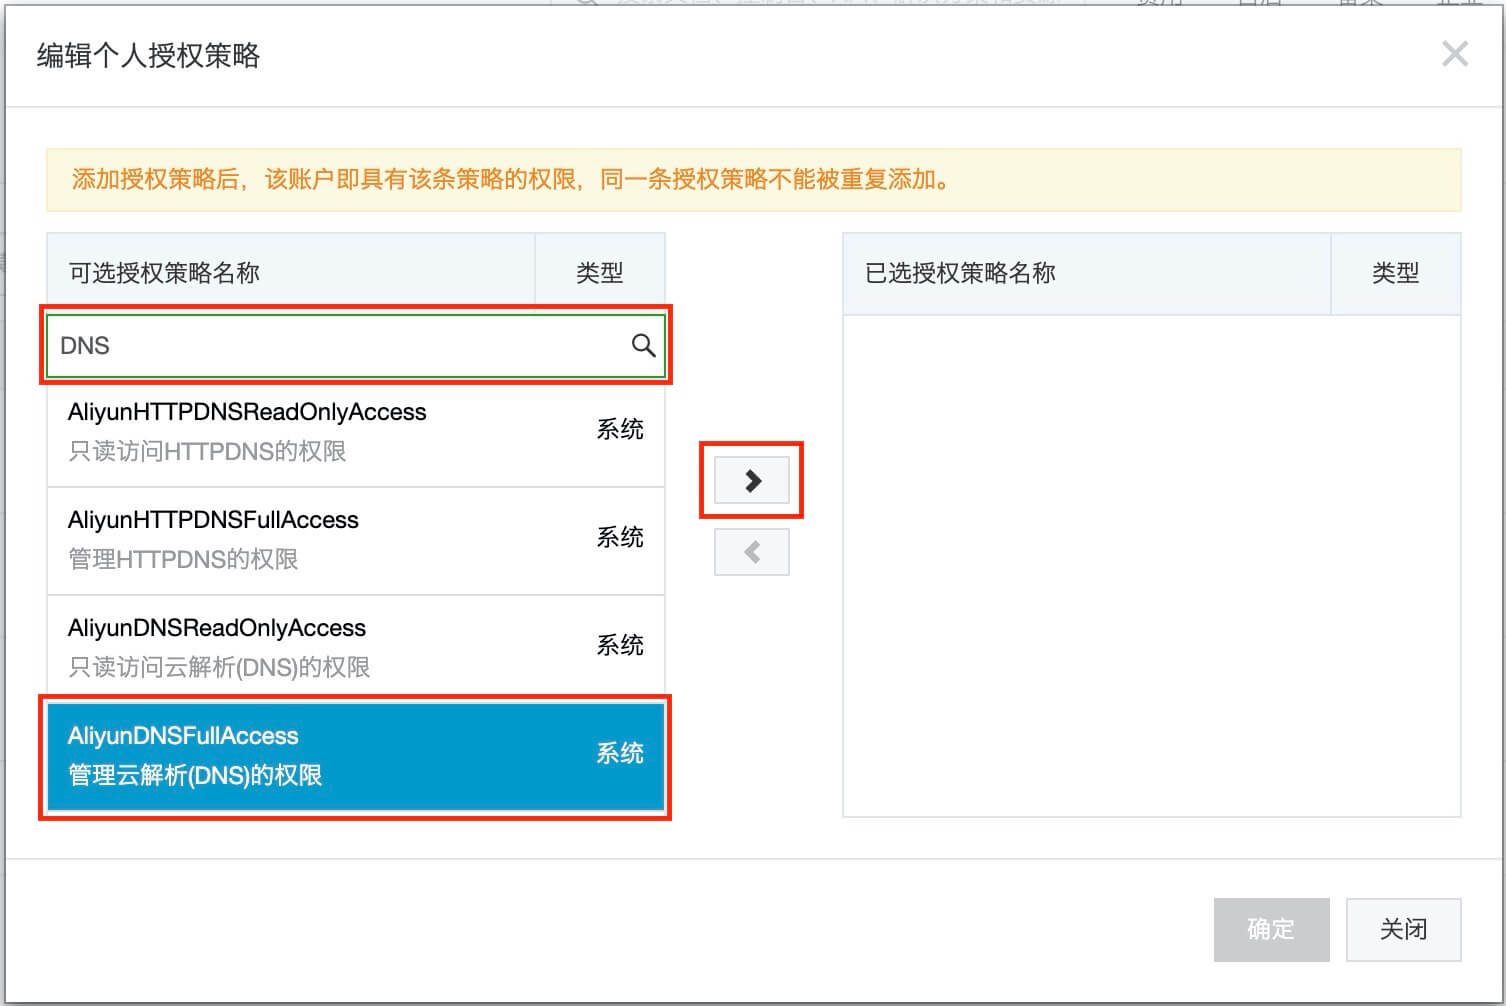 编辑个人授权策略
添加授权策略后，该账户即具有该条策略的权限，同一条授权策略不能被重复添加。
可选授权策略名称 类型
DNS
AliyunHTTPDNSReadOnlyAccess
只读访问HTTPDNS的权限
系统
AliyunHTTPDNSFullAccess
管理HTTPDNS的权限
系统
AliyunDNSReadOnlyAccess
只读访问云解析(DNS)的权限
系统
AliyunDNSFullAccess
管理云解析(DNS)的权限
系统
已选授权策略名称 类型
确定 关闭